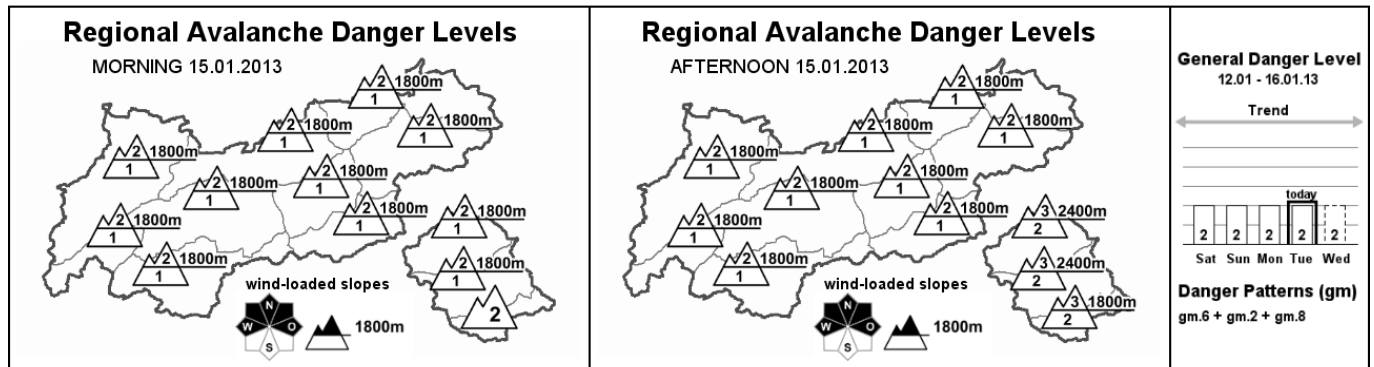 Regional Avalanche Danger Levels
MORNING 15.01.2013
2 1800m
1
2 1800m
1
2 1800m
1
2 1800m
1
2 1800m
1
2 1800m
1
2 1800m
1
2 1800m
1
2 1800m
1
2 1800m
1
2 1800m
1
2
wind-loaded slopes
N
W O
S
1800m
Regional Avalanche Danger Levels
AFTERNOON 15.01.2013
2 1800m
1
2 1800m
1
2 1800m
1
2 1800m
1
2 1800m
1
2 1800m
1
2 1800m
1
2 1800m
1
2 1800m
1
3 2400m
2
3 2400m
2
3 1800m
2
wind-loaded slopes
N
W O
S
1800m
General Danger Level
12.01 - 16.01.13
Trend
today
2 2 2 2 2
Sat Sun Mon Tue Wed
Danger Patterns (gm)
gm.6 + gm.2 + gm.8